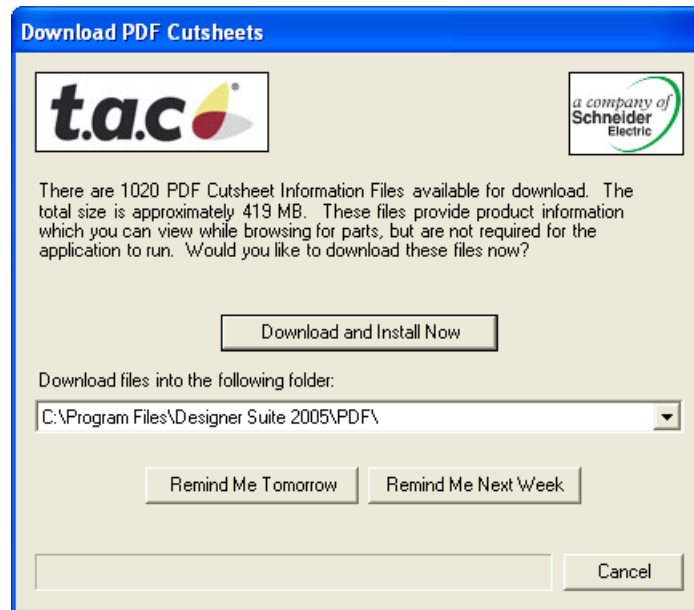 Download PDF Cutsheets
t.a.c
a company of
Schneider
Electric
There are 1020 PDF Cutsheet Information Files available for download. The
total size is approximately 419 MB. These files provide product information
which you can view while browsing for parts, but are not required for the
application to run. Would you like to download these files now?
Download and Install Now
Download files into the following folder:
C:\Program Files\Designer Suite 2005\PDF\
Remind Me Tomorrow
Remind Me Next Week
Cancel